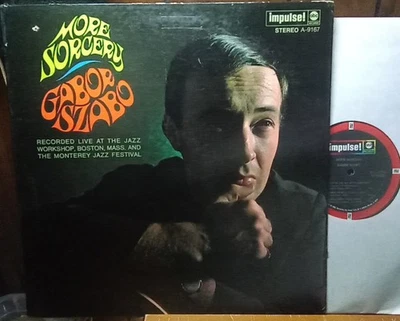 MORE
SORCERY
GABOR
SZABO
RECORDED LIVE AT THE JAZZ
WORKSHOP, BOSTON, MASS. AND
THE MONTEREY JAZZ FESTIVAL
impulse! abc
STEREO A-9167
impulse!